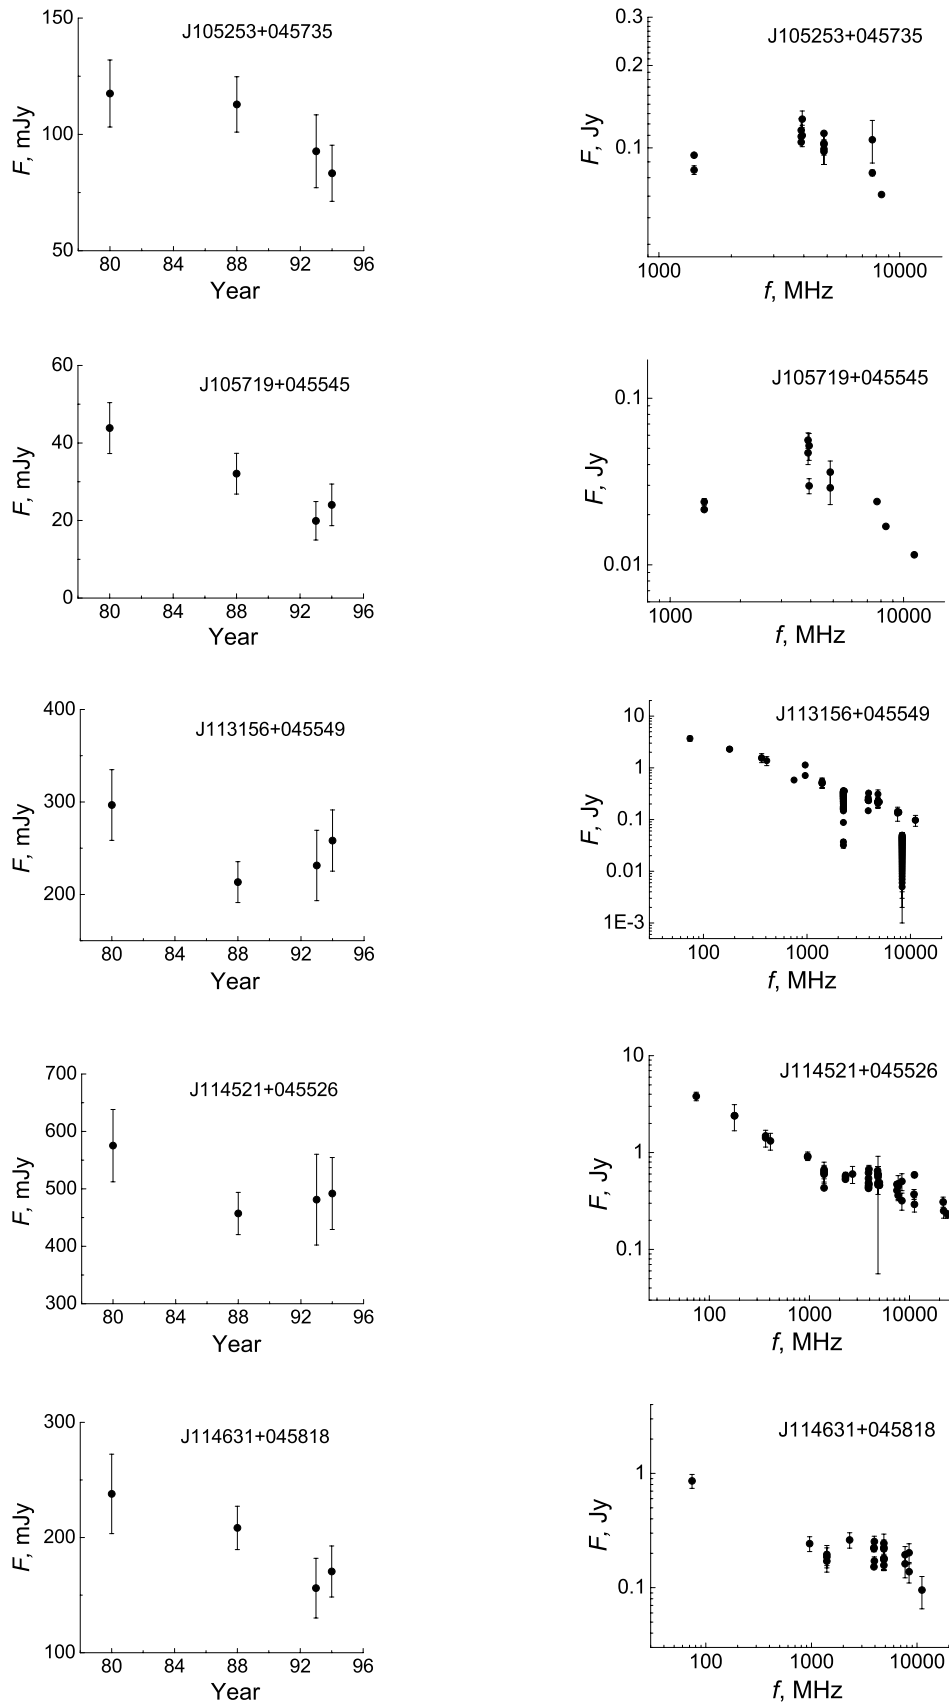 150
J105253+045735
100
F, mJy
50
80 84 88 92 96
Year
0.3
J105253+045735
0.2
F, Jy
0.1
1000 10000
f, MHz
60
J105719+045545
40
F, mJy
20
0
80 84 88 92 96
Year
J105719+045545
0.1
F, Jy
0.01
1000 10000
f, MHz
400
J113156+045549
300
F, mJy
200
80 84 88 92 96
Year
10
J113156+045549
1
F, Jy
0.1
0.01
1E-3
100 1000 10000
f, MHz
700
J114521+045526
600
F, mJy
500
400
300
80 84 88 92 96
Year
10
J114521+045526
1
F, Jy
0.1
100 1000 10000
f, MHz
300
J114631+045818
F, mJy
200
100
80 84 88 92 96
Year
J114631+045818
1
F, Jy
0.1
100 1000 10000
f, MHz